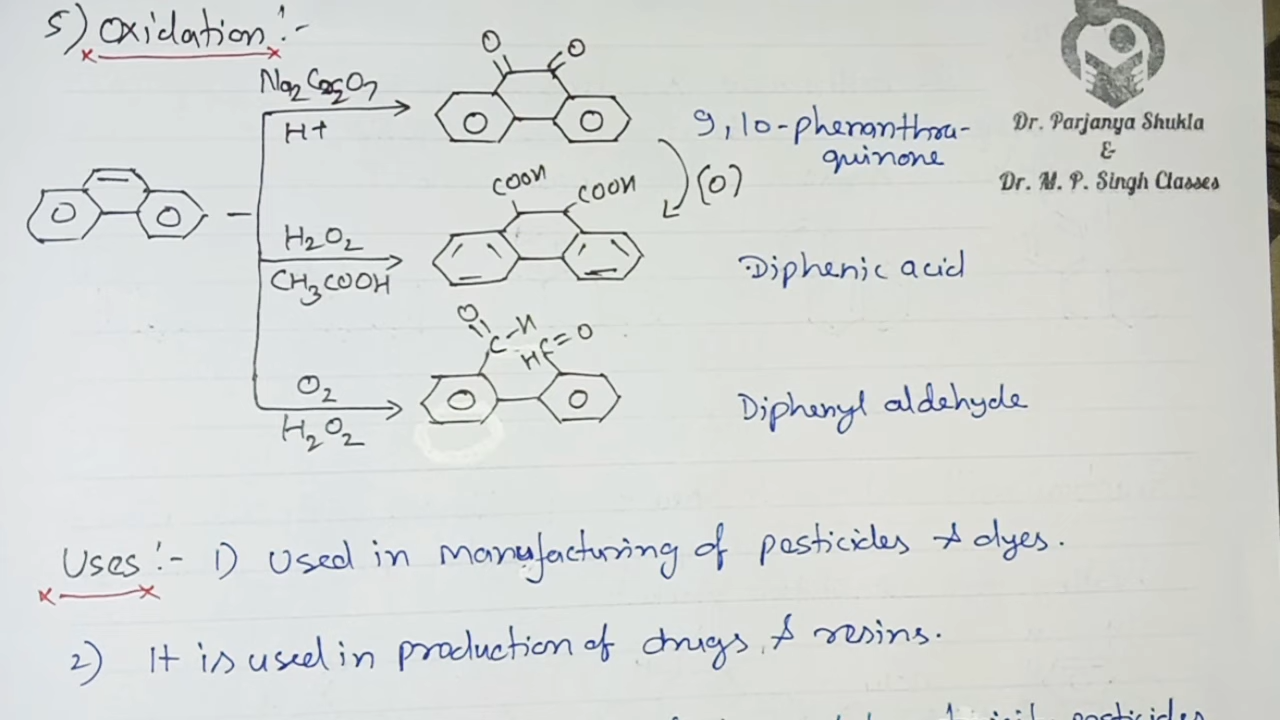 5) Oxidation :-
Na2Cr2O7
H+
O O
9,10-phenanthra-
quinone
(O)
COOH COOH
H2O2
CH3COOH
Diphenic acid
O
C-H
HC=O
O2
H2O2
Diphenyl aldehyde
Uses :- 1) Used in manufacturing of pesticides & dyes.
2) It is used in production of drugs & resins.
pesticides
Dr. Parjanya Shukla
&
Dr. M. P. Singh Classes